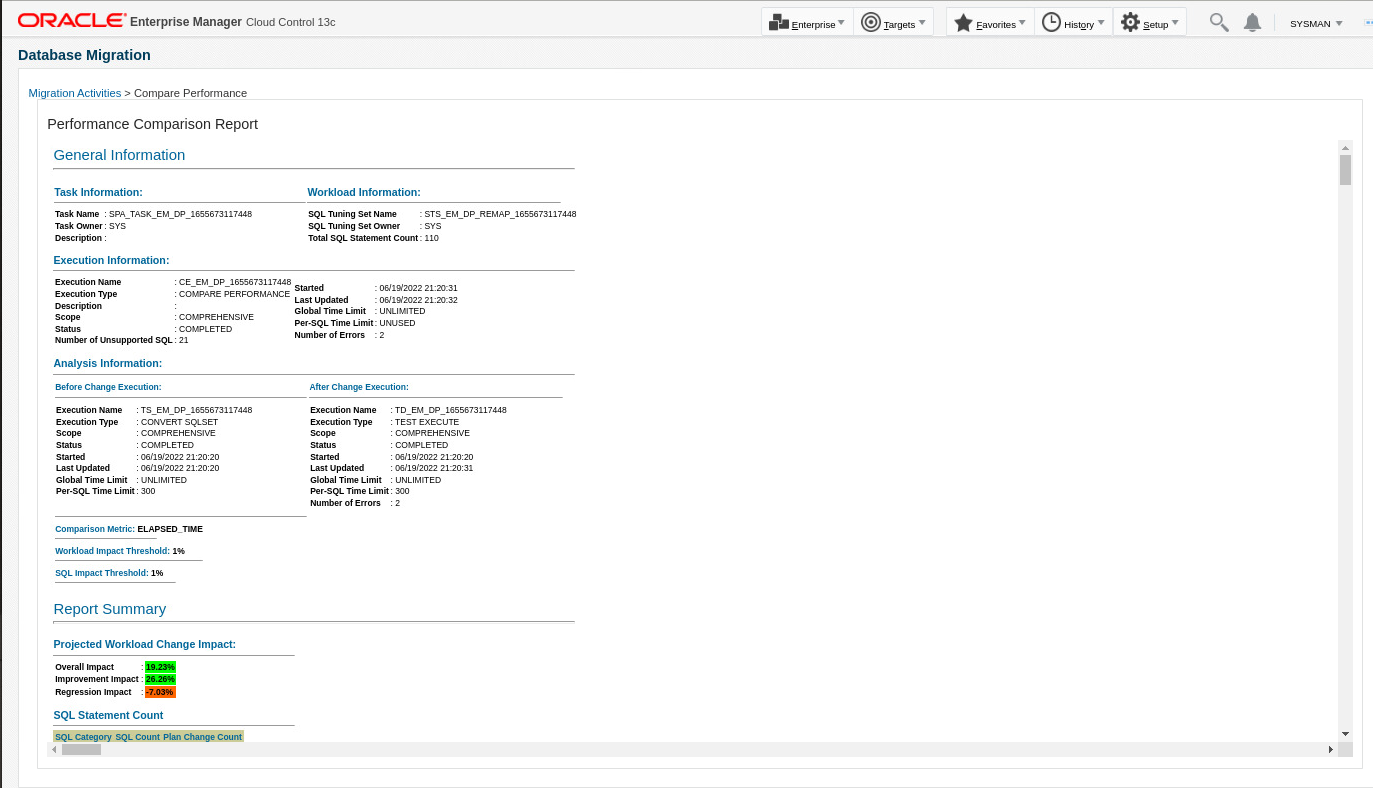 ORACLE Enterprise Manager Cloud Control 13c Enterprise Targets Favorites History Setup SYSMAN
Database Migration
Migration Activities > Compare Performance
Performance Comparison Report
General Information
Task Information:
Task Name : SPA_TASK_EM_DP_1655673117448
Task Owner : SYS
Description :
Workload Information:
SQL Tuning Set Name : STS_EM_DP_REMAP_1655673117448
SQL Tuning Set Owner : SYS
Total SQL Statement Count : 110
Execution Information:
Execution Name : CE_EM_DP_1655673117448
Execution Type : COMPARE PERFORMANCE
Description :
Scope : COMPREHENSIVE
Status : COMPLETED
Number of Unsupported SQL : 21
Started : 06/19/2022 21:20:31
Last Updated : 06/19/2022 21:20:32
Global Time Limit : UNLIMITED
Per-SQL Time Limit : UNUSED
Number of Errors : 2
Analysis Information:
Before Change Execution:
Execution Name : TS_EM_DP_1655673117448
Execution Type : CONVERT SQLSET
Scope : COMPREHENSIVE
Status : COMPLETED
Started : 06/19/2022 21:20:20
Last Updated : 06/19/2022 21:20:20
Global Time Limit : UNLIMITED
Per-SQL Time Limit : 300
After Change Execution:
Execution Name : TD_EM_DP_1655673117448
Execution Type : TEST EXECUTE
Scope : COMPREHENSIVE
Status : COMPLETED
Started : 06/19/2022 21:20:20
Last Updated : 06/19/2022 21:20:31
Global Time Limit : UNLIMITED
Per-SQL Time Limit : 300
Number of Errors : 2
Comparison Metric: ELAPSED_TIME
Workload Impact Threshold: 1%
SQL Impact Threshold: 1%
Report Summary
Projected Workload Change Impact:
Overall Impact : 19.23%
Improvement Impact : 26.26%
Regression Impact : -7.03%
SQL Statement Count
SQL Category SQL Count Plan Change Count